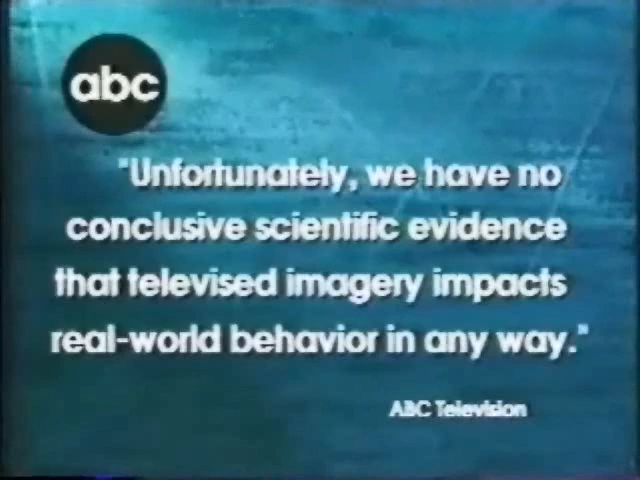 abc
"Unfortunately, we have no
conclusive scientific evidence
that televised imagery impacts
real-world behavior in any way."
ABC Television